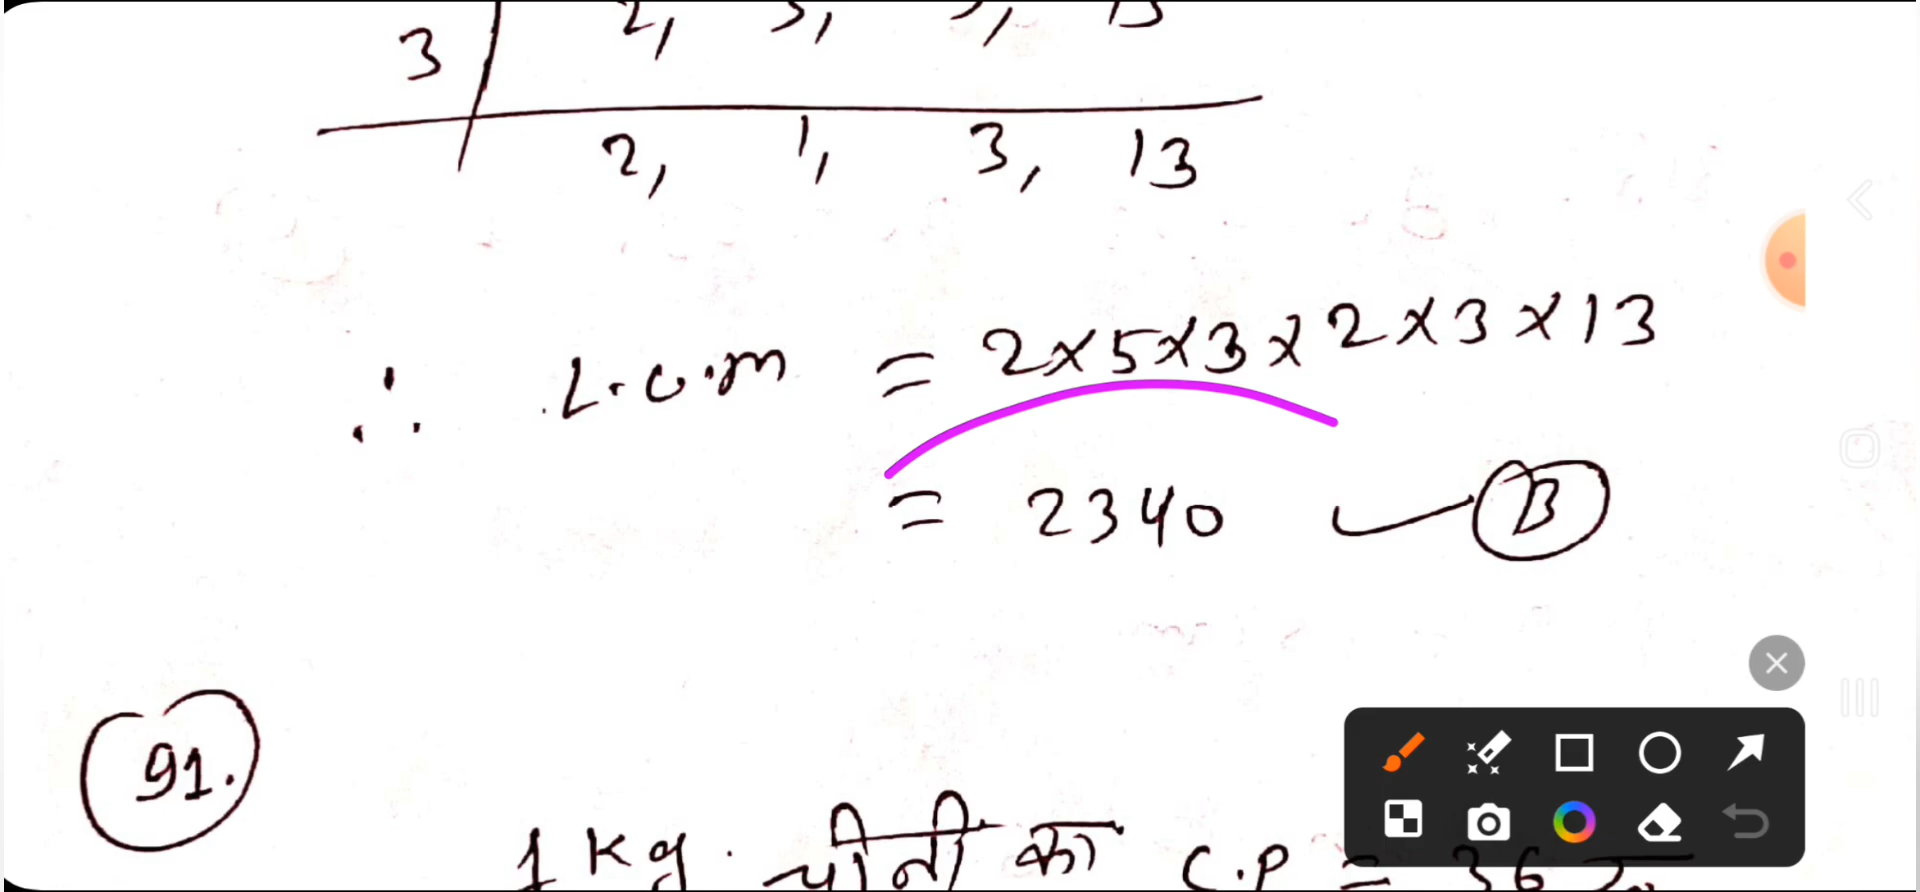 3 | 2, 3, 9, 13
2, 1, 3, 13
∴ L.C.M = 2×5×3×2×3×13
= 2340 B
91.
1 Kg. चीनी का C.P = 36